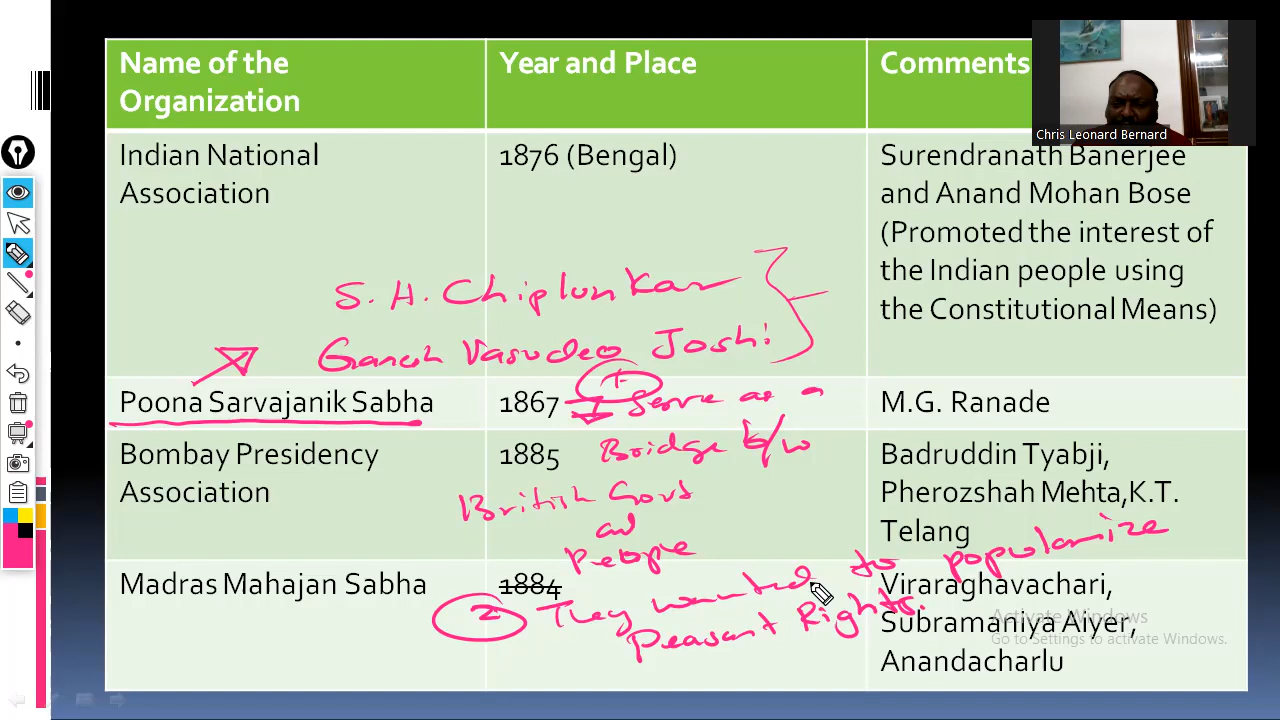 Name of the
Organization
Year and Place
Comments
Chris Leonard Bernard
Indian National
Association
1876 (Bengal)
Surendranath Banerjee
and Anand Mohan Bose
(Promoted the interest of
the Indian people using
the Constitutional Means)
S. H. Chiplunkar
Ganesh Vasudeo Joshi
Poona Sarvajanik Sabha
1867
1 Serve as a
Bridge b/w
British Govt
and
People
M.G. Ranade
Bombay Presidency
Association
1885
Badruddin Tyabji,
Pherozshah Mehta,K.T.
Telang
Madras Mahajan Sabha
1884
2 They wanted to popularize
Peasant Rights.
Viraraghavachari,
Subramaniya AIyer,
Anandacharlu
Activate Windows
Go to Settings to activate Windows.